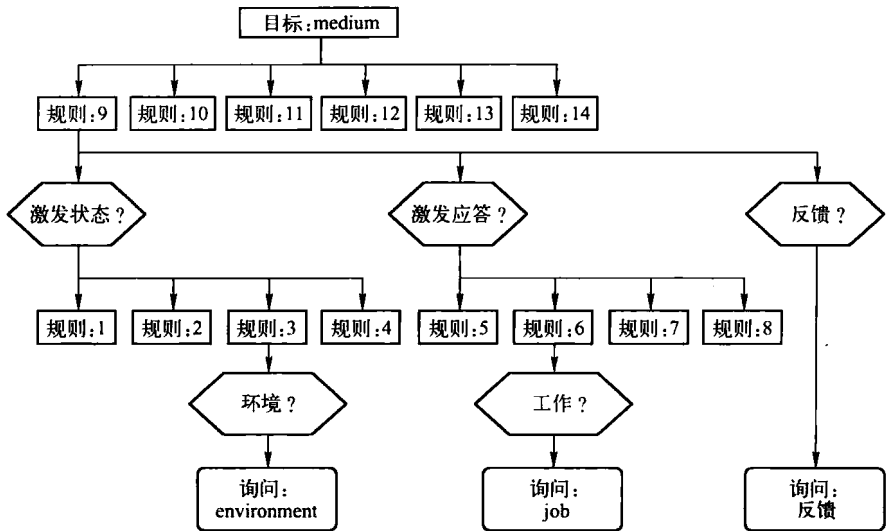 目标:medium
规则:9
规则:10
规则:11
规则:12
规则:13
规则:14
激发状态?
激发应答?
反馈?
规则:1
规则:2
规则:3
规则:4
规则:5
规则:6
规则:7
规则:8
环境?
工作?
询问:
environment
询问:
job
询问:
反馈